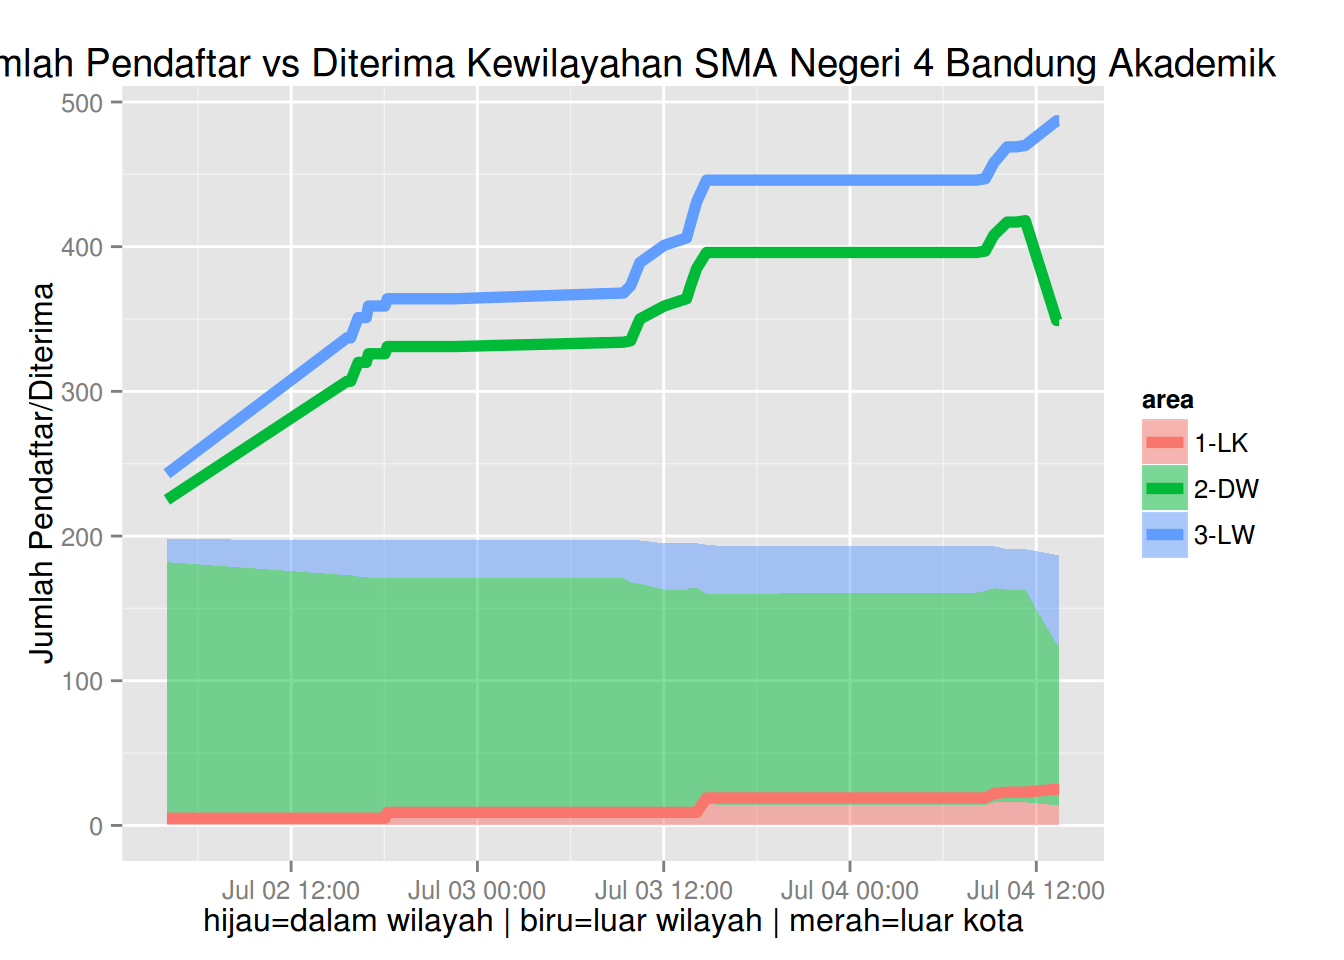 mlah Pendaftar vs Diterima Kewilayahan SMA Negeri 4 Bandung Akademik
Jumlah Pendaftar/Diterima
500
400
300
200
100
0
Jul 02 12:00
Jul 03 00:00
Jul 03 12:00
Jul 04 00:00
Jul 04 12:00
hijau=dalam wilayah | biru=luar wilayah | merah=luar kota
area
1-LK
2-DW
3-LW